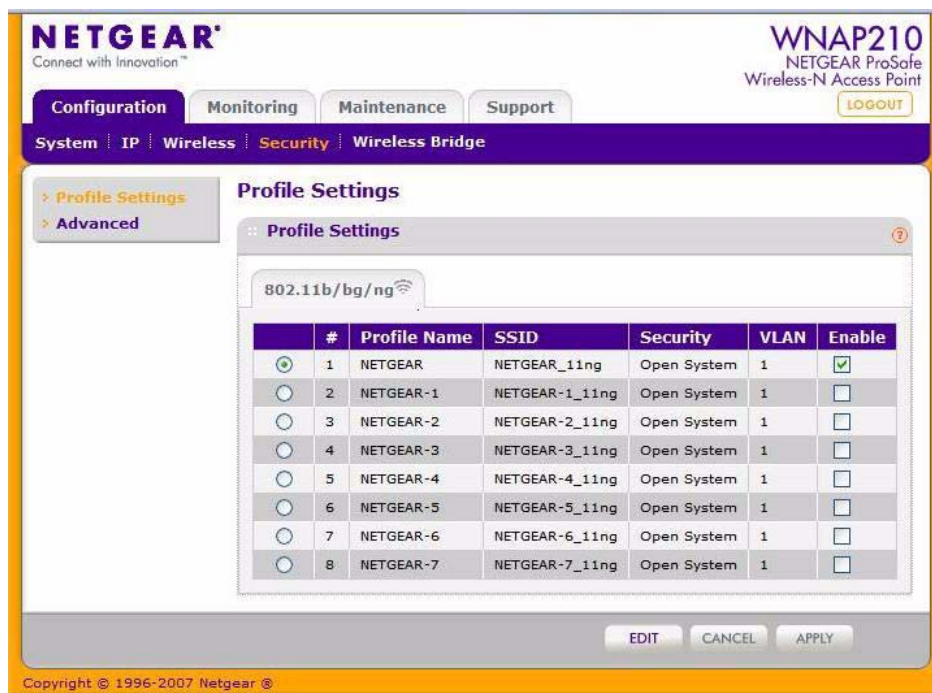 NETGEAR®
Connect with Innovation™
WNAP210
NETGEAR ProSafe
Wireless-N Access Point
LOGOUT
Configuration Monitoring Maintenance Support
System IP Wireless Security Wireless Bridge
Profile Settings
Advanced
Profile Settings
Profile Settings
?
802.11b/bg/ng
# Profile Name SSID Security VLAN Enable
1 NETGEAR NETGEAR_11ng Open System 1
2 NETGEAR-1 NETGEAR-1_11ng Open System 1
3 NETGEAR-2 NETGEAR-2_11ng Open System 1
4 NETGEAR-3 NETGEAR-3_11ng Open System 1
5 NETGEAR-4 NETGEAR-4_11ng Open System 1
6 NETGEAR-5 NETGEAR-5_11ng Open System 1
7 NETGEAR-6 NETGEAR-6_11ng Open System 1
8 NETGEAR-7 NETGEAR-7_11ng Open System 1
EDIT CANCEL APPLY
Copyright © 1996-2007 Netgear ®